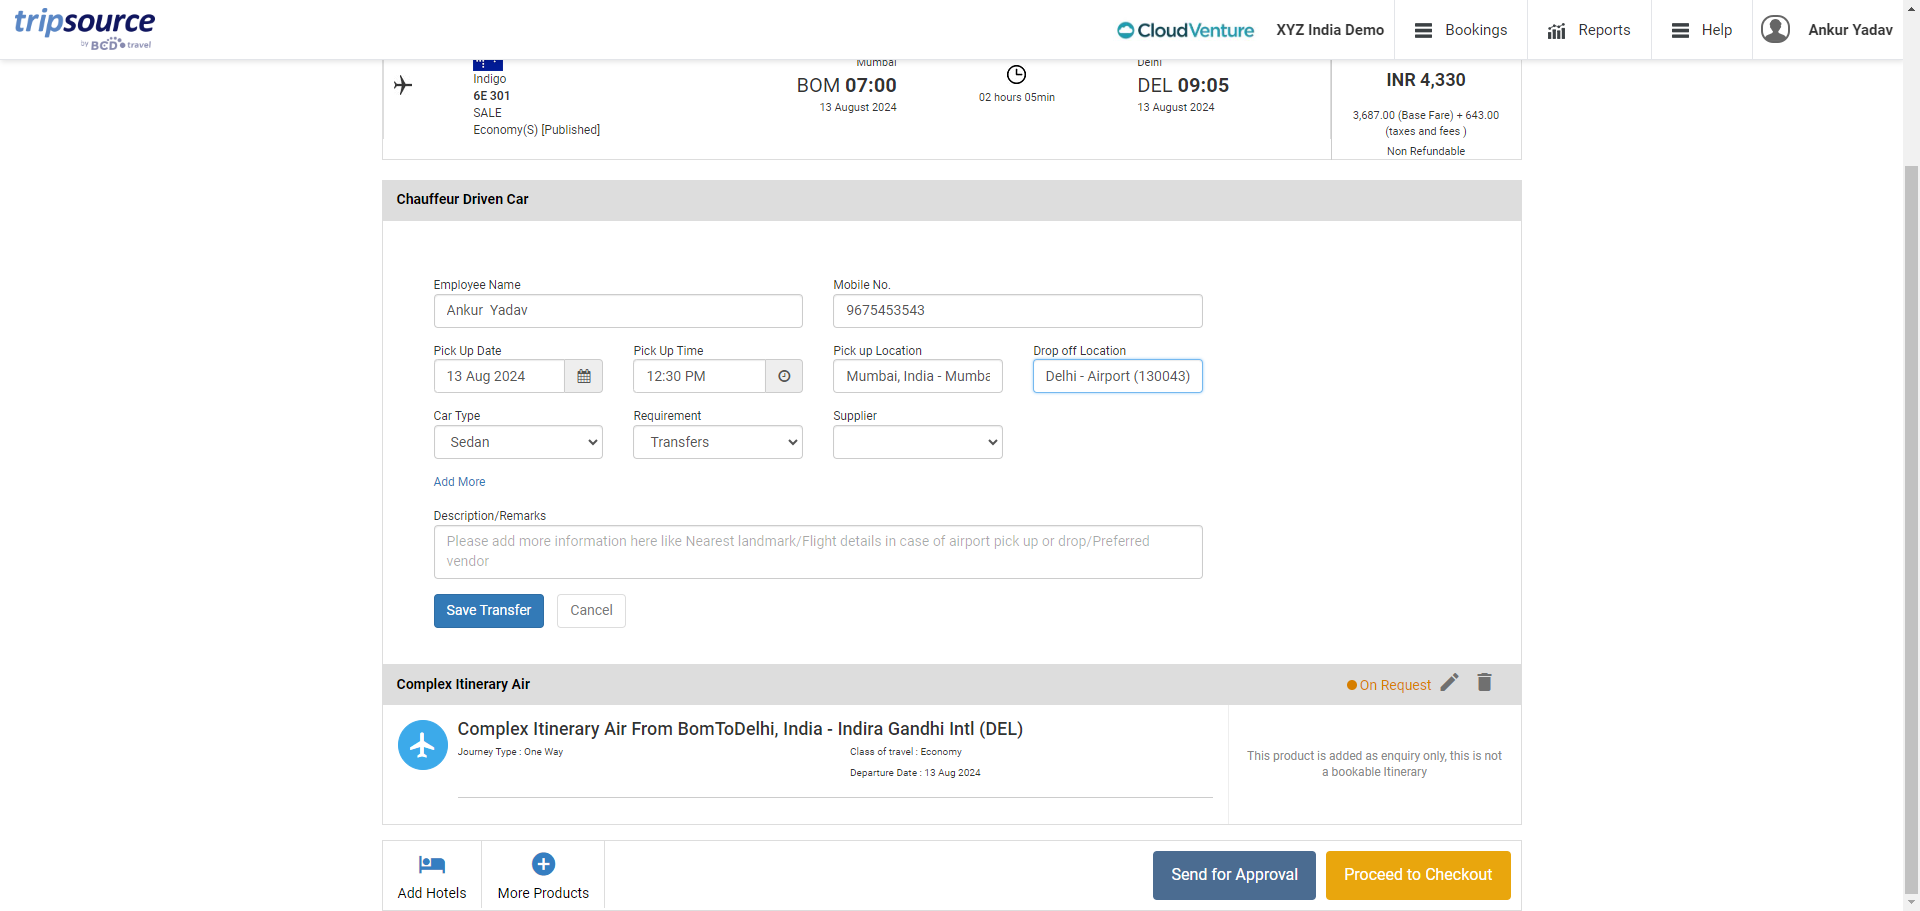 tripsource
by BCD travel
CloudVenture
XYZ India Demo
Bookings
Reports
Help
Ankur Yadav
Indigo
6E 301
SALE
Economy(S) [Published]
Mumbai
BOM 07:00
13 August 2024
02 hours 05min
Delhi
DEL 09:05
13 August 2024
INR 4,330
3,687.00 (Base Fare) + 643.00
(taxes and fees )
Non Refundable
Chauffeur Driven Car
Employee Name
Mobile No.
Ankur  Yadav
9675453543
Pick Up Date
Pick Up Time
Pick up Location
Drop off Location
13 Aug 2024
12:30 PM
Mumbai, India - Mumba
Delhi - Airport (130043)
Car Type
Requirement
Supplier
Sedan
Transfers
Add More
Description/Remarks
Please add more information here like Nearest landmark/Flight details in case of airport pick up or drop/Preferred
vendor
Save Transfer
Cancel
Complex Itinerary Air
On Request
Complex Itinerary Air From BomToDelhi, India - Indira Gandhi Intl (DEL)
Journey Type : One Way
Class of travel : Economy
Departure Date : 13 Aug 2024
This product is added as enquiry only, this is not
a bookable Itinerary
Add Hotels
More Products
Send for Approval
Proceed to Checkout